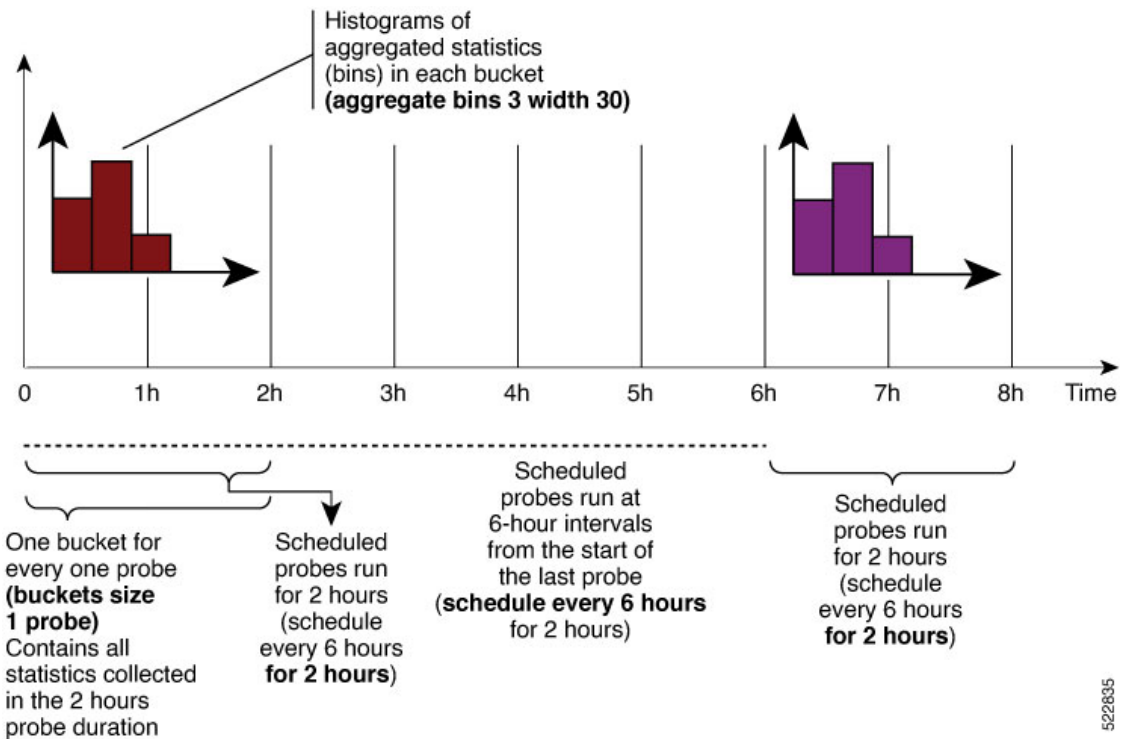 Histograms of
aggregated statistics
(bins) in each bucket
(aggregate bins 3 width 30)
0
1h
2h
3h
4h
5h
6h
7h
8h
Time
One bucket for
every one probe
(buckets size
1 probe)
Contains all
statistics collected
in the 2 hours
probe duration
Scheduled
probes run
for 2 hours
(schedule
every 6 hours
for 2 hours)
Scheduled
probes run at
6-hour intervals
from the start of
the last probe
(schedule every 6 hours
for 2 hours)
Scheduled
probes run
for 2 hours
(schedule
every 6 hours
for 2 hours)
522835